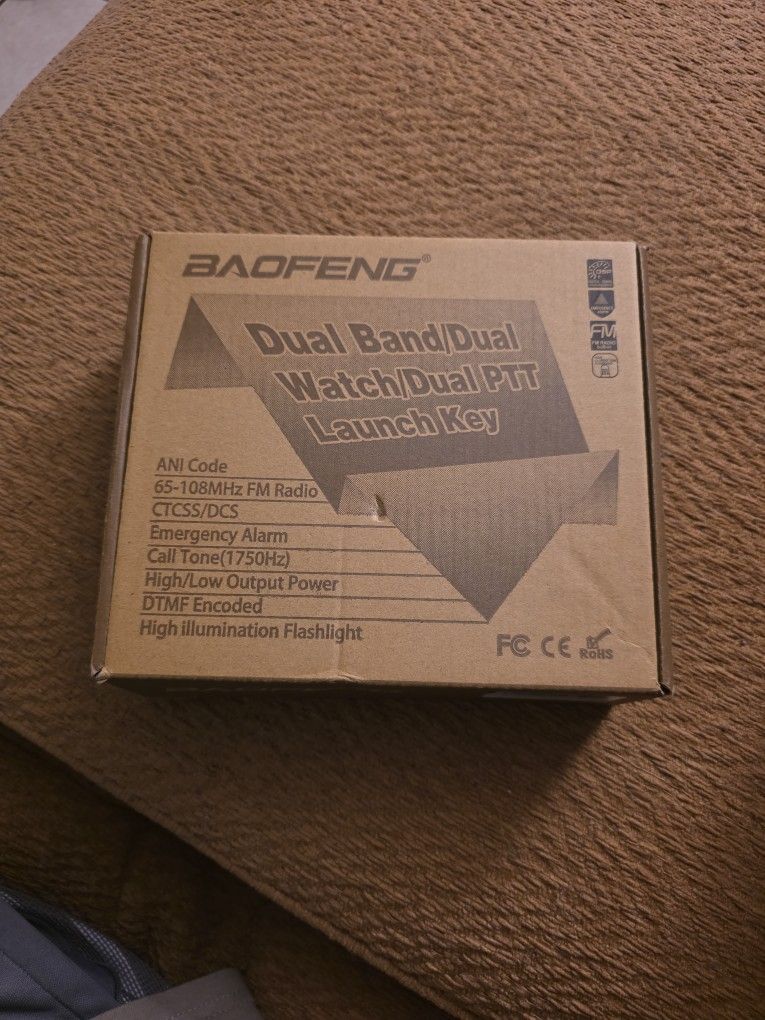 BAOFENG®
Dual Band/Dual
Watch/Dual PTT
Launch Key
FM
ANI Code
65-108MHz FM Radio
CTCSS/DCS
Emergency Alarm
Call Tone(1750Hz)
High/Low Output Power
DTMF Encoded
High illumination Flashlight
FC CE RoHS